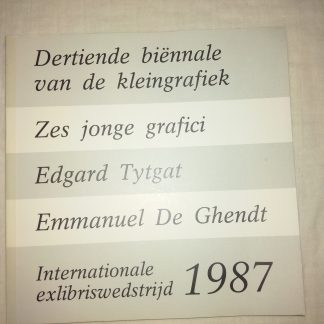 Dertiende biënnale
van de kleingrafiek
Zes jonge grafici
Edgard Tytgat
Emmanuel De Ghendt
Internationale
exlibriswedstrijd 1987